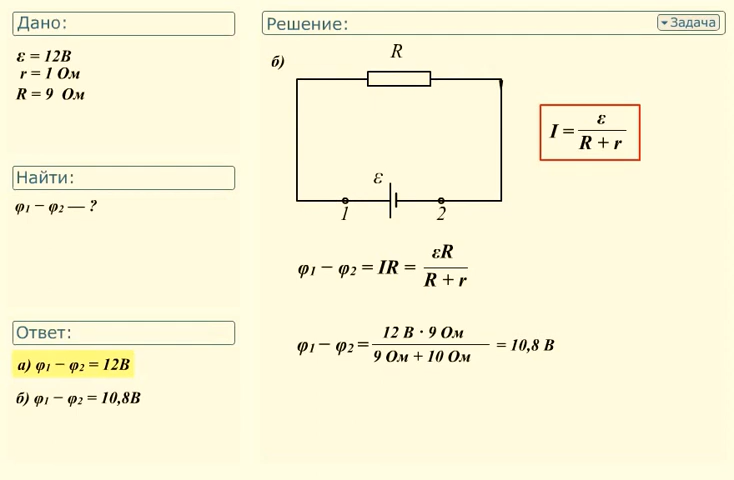 Дано:
ε = 12В
r = 1 Ом
R = 9 Ом
Найти:
φ₁ − φ₂ — ?
Ответ:
а) φ₁ − φ₂ = 12В
б) φ₁ − φ₂ = 10,8В
Решение:
Задача
б)
R
ε
1
2
I = ε / R + r
φ₁ − φ₂ = IR = εR / R + r
φ₁ − φ₂ = 12 В · 9 Ом / 9 Ом + 10 Ом = 10,8 В